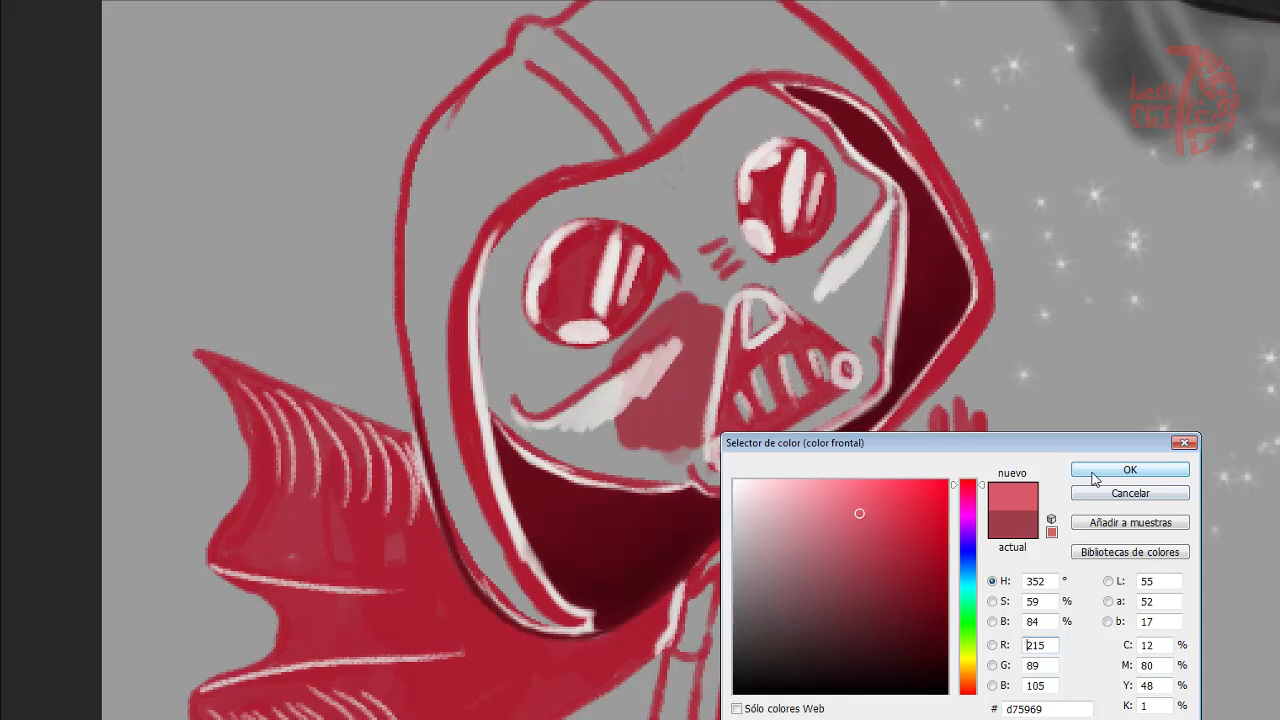 Selector de color (color frontal)
nuevo
OK
Cancelar
Añadir a muestras
Bibliotecas de colores
actual
H: 352 °
S: 59 %
B: 84 %
R: 215
G: 89
B: 105
L: 55
a: 52
b: 17
C: 12 %
M: 80 %
Y: 48 %
K: 1 %
Sólo colores Web
# d75969